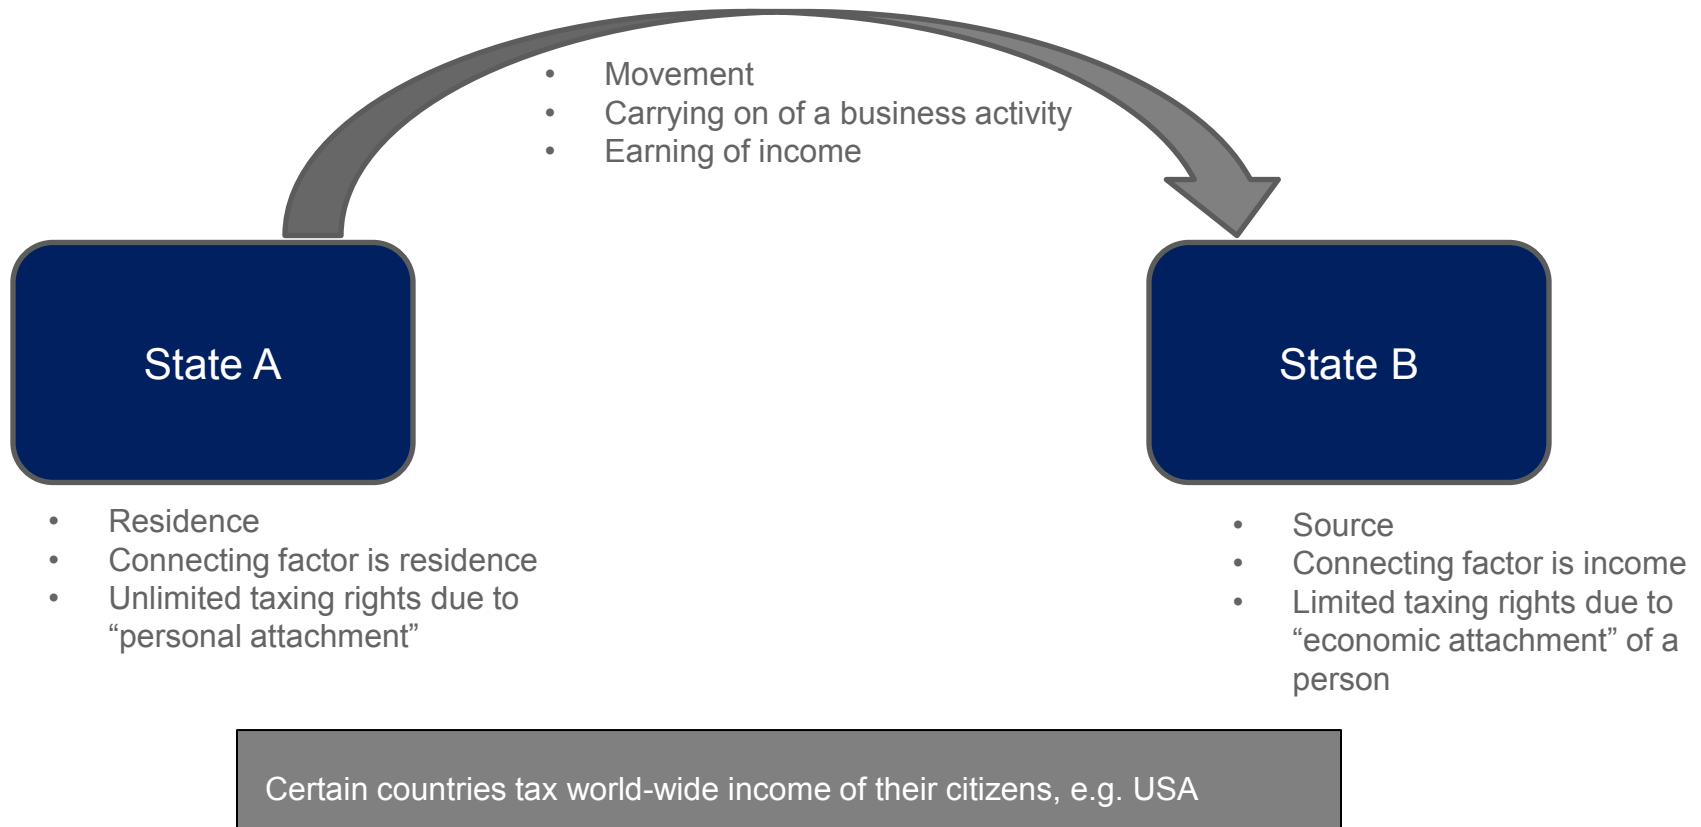 • Movement
• Carrying on of a business activity
• Earning of income
State A
State B
• Residence
• Connecting factor is residence
• Unlimited taxing rights due to
“personal attachment”
• Source
• Connecting factor is income
• Limited taxing rights due to
“economic attachment” of a
person
Certain countries tax world-wide income of their citizens, e.g. USA